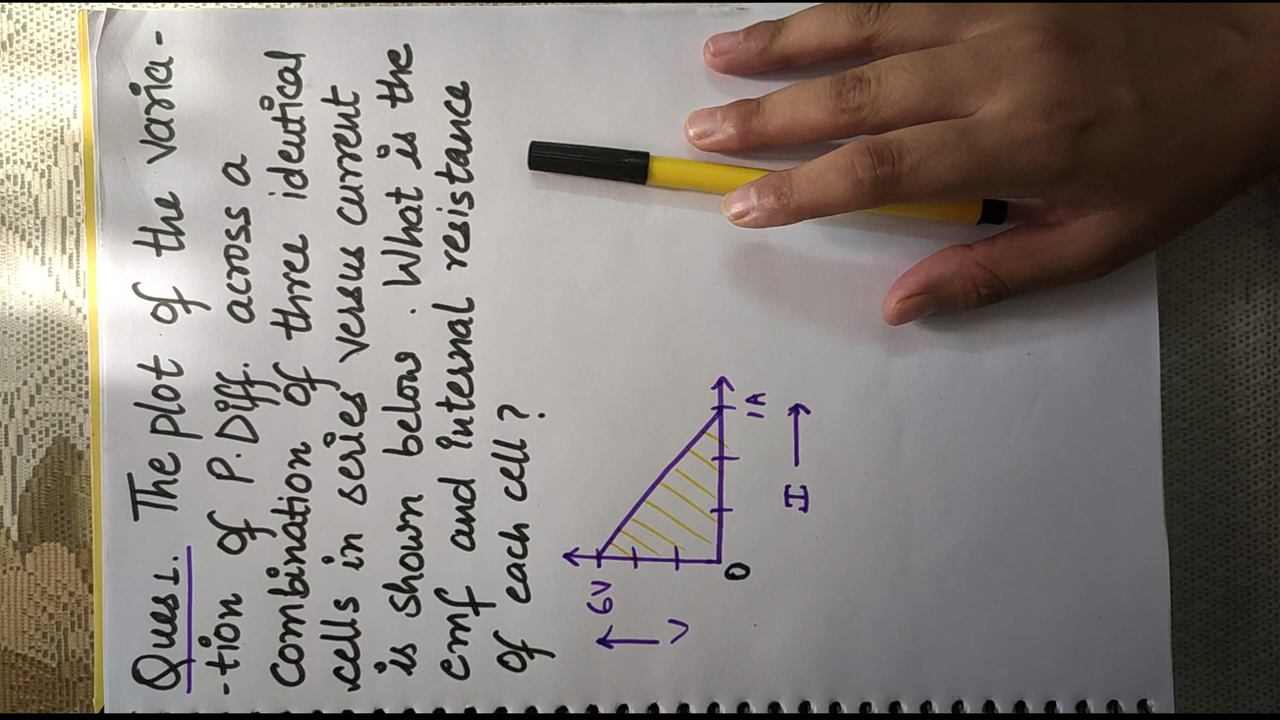 Ques 1. The plot of the varia-
-tion of P.Diff. across a
combination of three identical
cells in series versus current
is shown below. What is the
emf and internal resistance
of each cell?
6V
V
0
1A
I